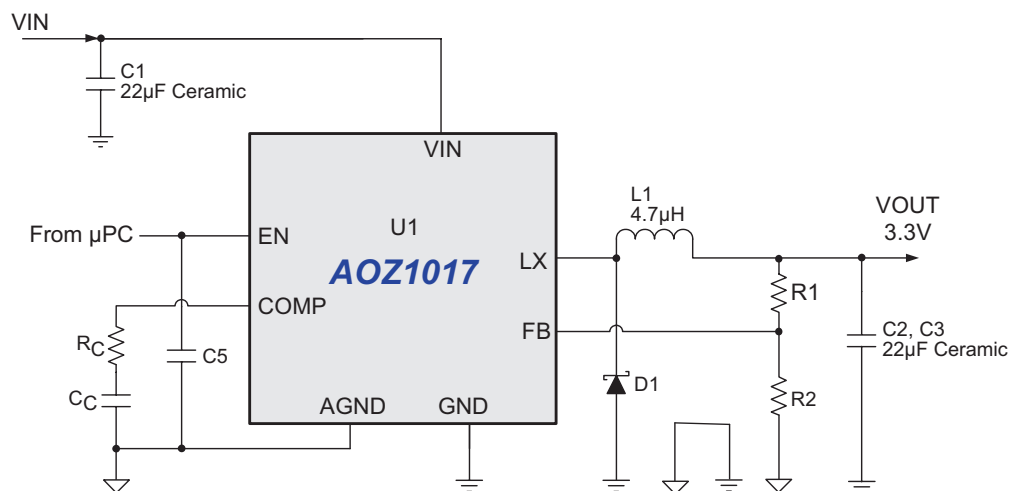 VIN
C1
22µF Ceramic
VIN
L1
4.7µH
VOUT
3.3V
From µPC
EN
U1
AOZ1017
LX
R1
COMP
FB
RC
C5
C2, C3
22µF Ceramic
CC
D1
R2
AGND
GND